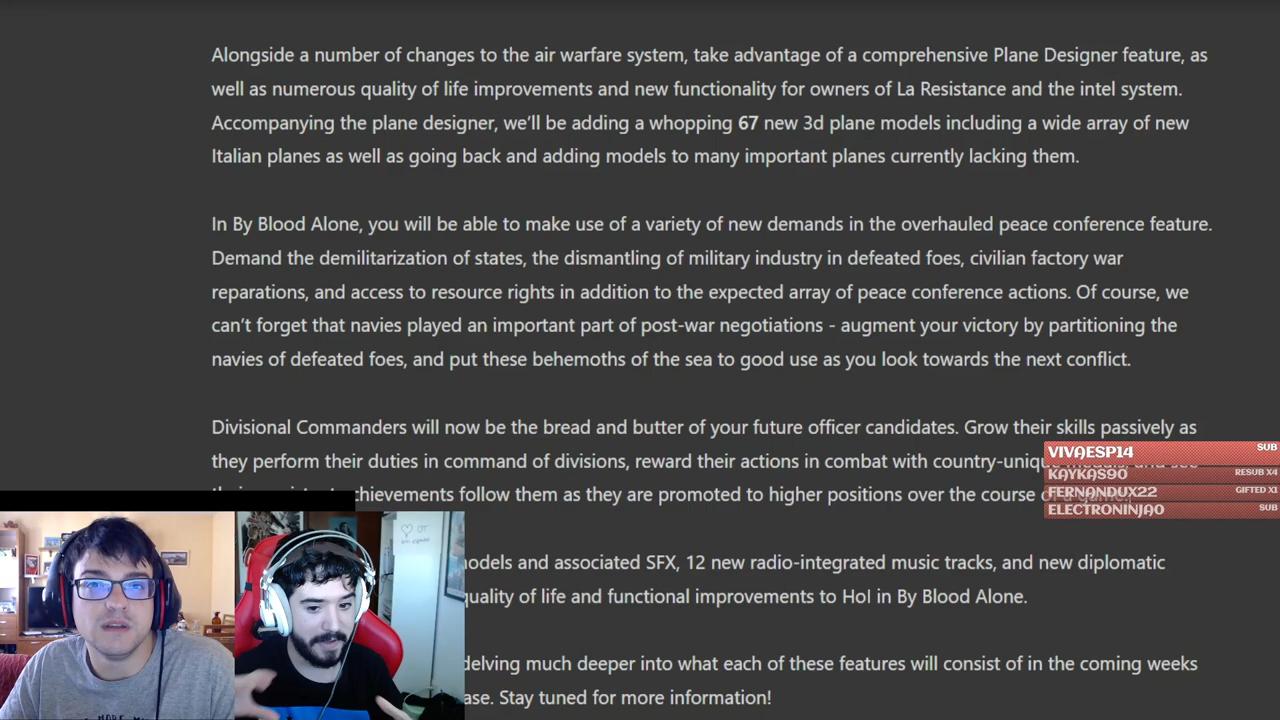 Alongside a number of changes to the air warfare system, take advantage of a comprehensive Plane Designer feature, as
well as numerous quality of life improvements and new functionality for owners of La Resistance and the intel system.
Accompanying the plane designer, we'll be adding a whopping 67 new 3d plane models including a wide array of new
Italian planes as well as going back and adding models to many important planes currently lacking them.
In By Blood Alone, you will be able to make use of a variety of new demands in the overhauled peace conference feature.
Demand the demilitarization of states, the dismantling of military industry in defeated foes, civilian factory war
reparations, and access to resource rights in addition to the expected array of peace conference actions. Of course, we
can't forget that navies played an important part of post-war negotiations - augment your victory by partitioning the
navies of defeated foes, and put these behemoths of the sea to good use as you look towards the next conflict.
Divisional Commanders will now be the bread and butter of your future officer candidates. Grow their skills passively as
they perform their duties in command of divisions, reward their actions in combat with country-unique
achievements follow them as they are promoted to higher positions over the course
VIVAESP14 SUB
KAYKAS90 RESUB X4
FERNANDUX22 GIFTED X1
ELECTRONINJAO SUB
models and associated SFX, 12 new radio-integrated music tracks, and new diplomatic
quality of life and functional improvements to HoI in By Blood Alone.
delving much deeper into what each of these features will consist of in the coming weeks
Stay tuned for more information!